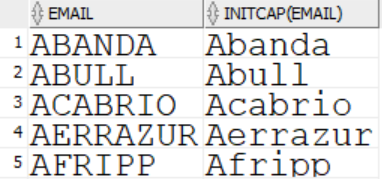 EMAIL INITCAP(EMAIL)
1 ABANDA Abanda
2 ABULL Abull
3 ACABRIO Acabrio
4 AERRAZUR Aerrazur
5 AFRIPP Afripp